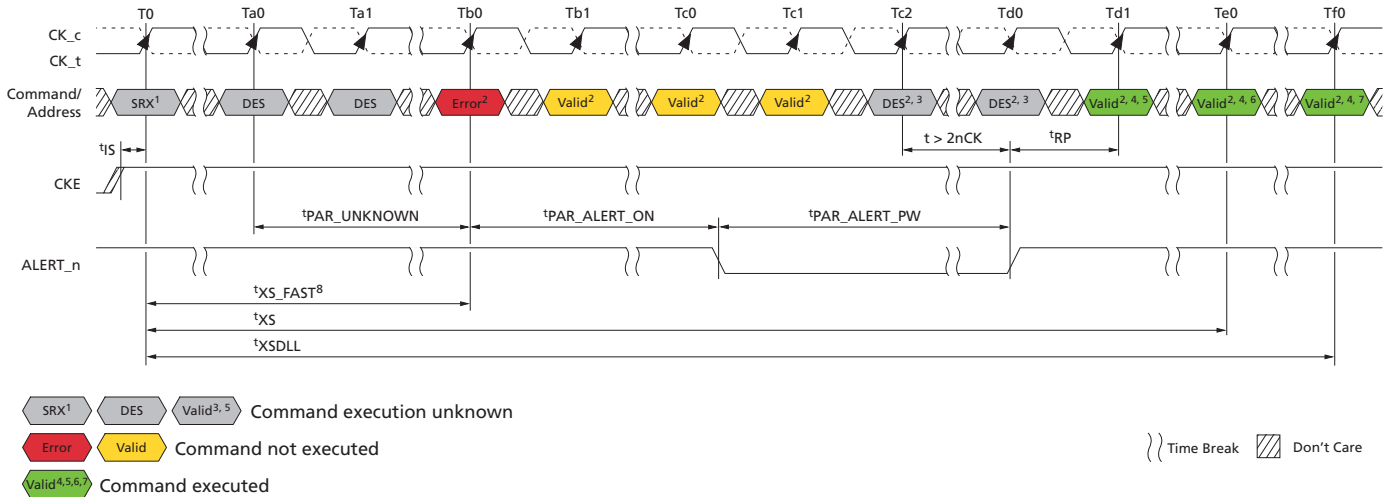 T0 Ta0 Ta1 Tb0 Tb1 Tc0 Tc1 Tc2 Td0 Td1 Te0 Tf0
CK_c
CK_t
Command/
Address
SRX¹ DES DES Error² Valid² Valid² Valid² DES²,³ DES²,³ Valid²,⁴,⁵ Valid²,⁴,⁶ Valid²,⁴,⁷
t > 2nCK ᵗRP
ᵗIS
CKE
ᵗPAR_UNKNOWN ᵗPAR_ALERT_ON ᵗPAR_ALERT_PW
ALERT_n
ᵗXS_FAST⁸
ᵗXS
ᵗXSDLL
SRX¹ DES Valid³,⁵ Command execution unknown
Error Valid Command not executed
Valid⁴,⁵,⁶,⁷ Command executed
Time Break Don't Care